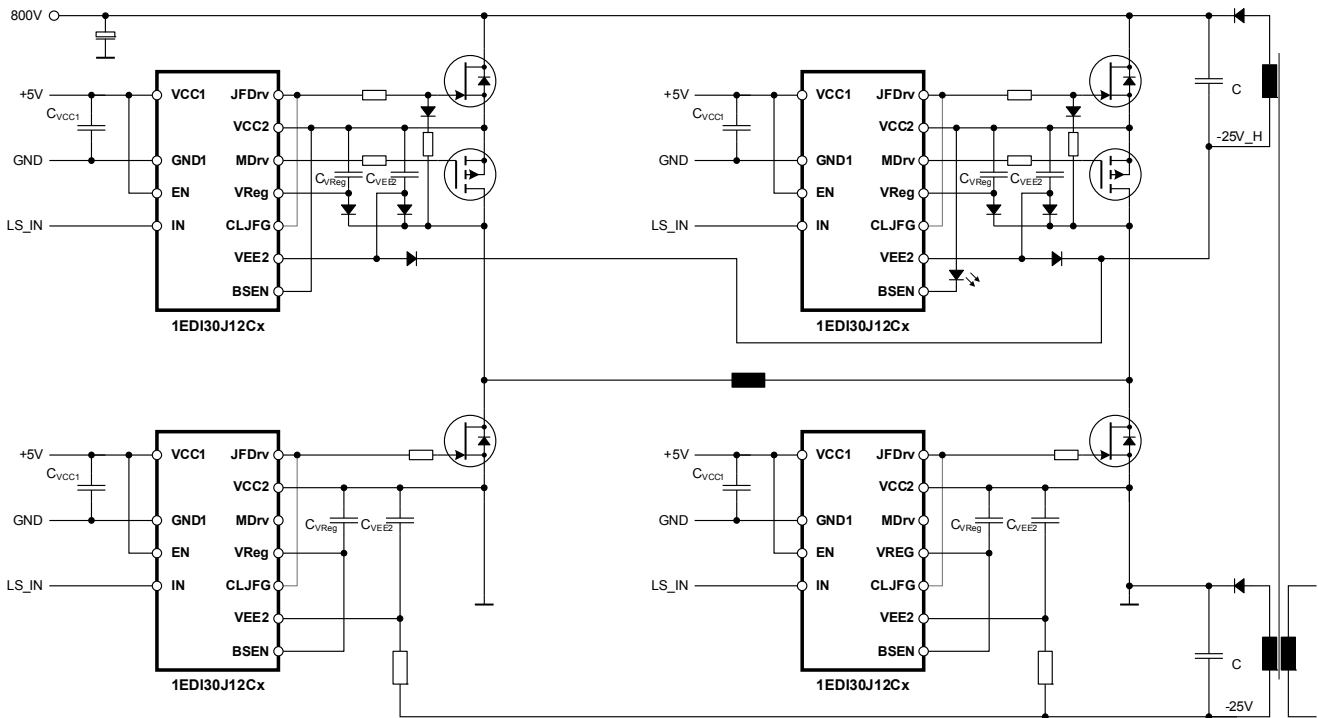 800V
+5V
CVCC1
GND
LS_IN
VCC1
GND1
EN
IN
JFDrv
VCC2
MDrv
VReg
CLJFG
VEE2
BSEN
CVReg
CVEE2
1EDI30J12Cx
+5V
CVCC1
GND
LS_IN
VCC1
GND1
EN
IN
JFDrv
VCC2
MDrv
VReg
CLJFG
VEE2
BSEN
CVReg
CVEE2
1EDI30J12Cx
C
-25V_H
+5V
CVCC1
GND
LS_IN
VCC1
GND1
EN
IN
JFDrv
VCC2
MDrv
VReg
CLJFG
VEE2
BSEN
CVReg
CVEE2
1EDI30J12Cx
+5V
CVCC1
GND
LS_IN
VCC1
GND1
EN
IN
JFDrv
VCC2
MDrv
VREG
CLJFG
VEE2
BSEN
CVReg
CVEE2
1EDI30J12Cx
C
-25V